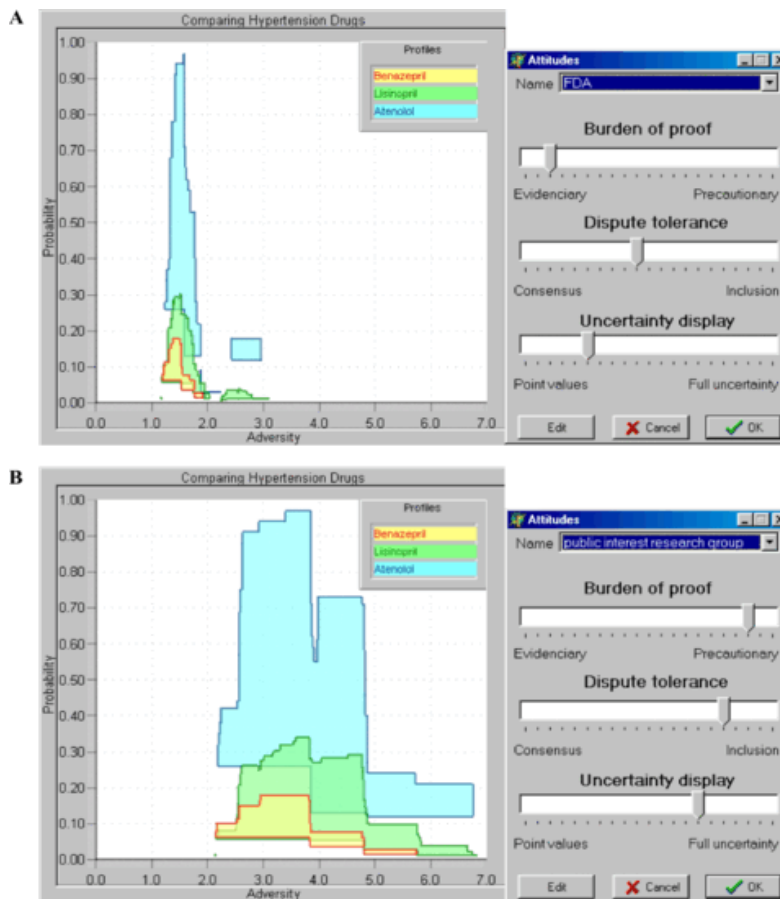 A
Comparing Hypertension Drugs
1.00
0.90
0.80
0.70
0.60
0.50
0.40
0.30
0.20
0.10
0.00
Probability
0.0 1.0 2.0 3.0 4.0 5.0 6.0 7.0
Adversity
Profiles
Benazepril
Lisinopril
Atenolol
Attitudes
Name FDA
Burden of proof
Evidenciary Precautionary
Dispute tolerance
Consensus Inclusion
Uncertainty display
Point values Full uncertainty
Edit Cancel OK
B
Comparing Hypertension Drugs
1.00
0.90
0.80
0.70
0.60
0.50
0.40
0.30
0.20
0.10
0.00
Probability
0.0 1.0 2.0 3.0 4.0 5.0 6.0 7.0
Adversity
Profiles
Benazepril
Lisinopril
Atenolol
Attitudes
Name public interest research group
Burden of proof
Evidenciary Precautionary
Dispute tolerance
Consensus Inclusion
Uncertainty display
Point values Full uncertainty
Edit Cancel OK